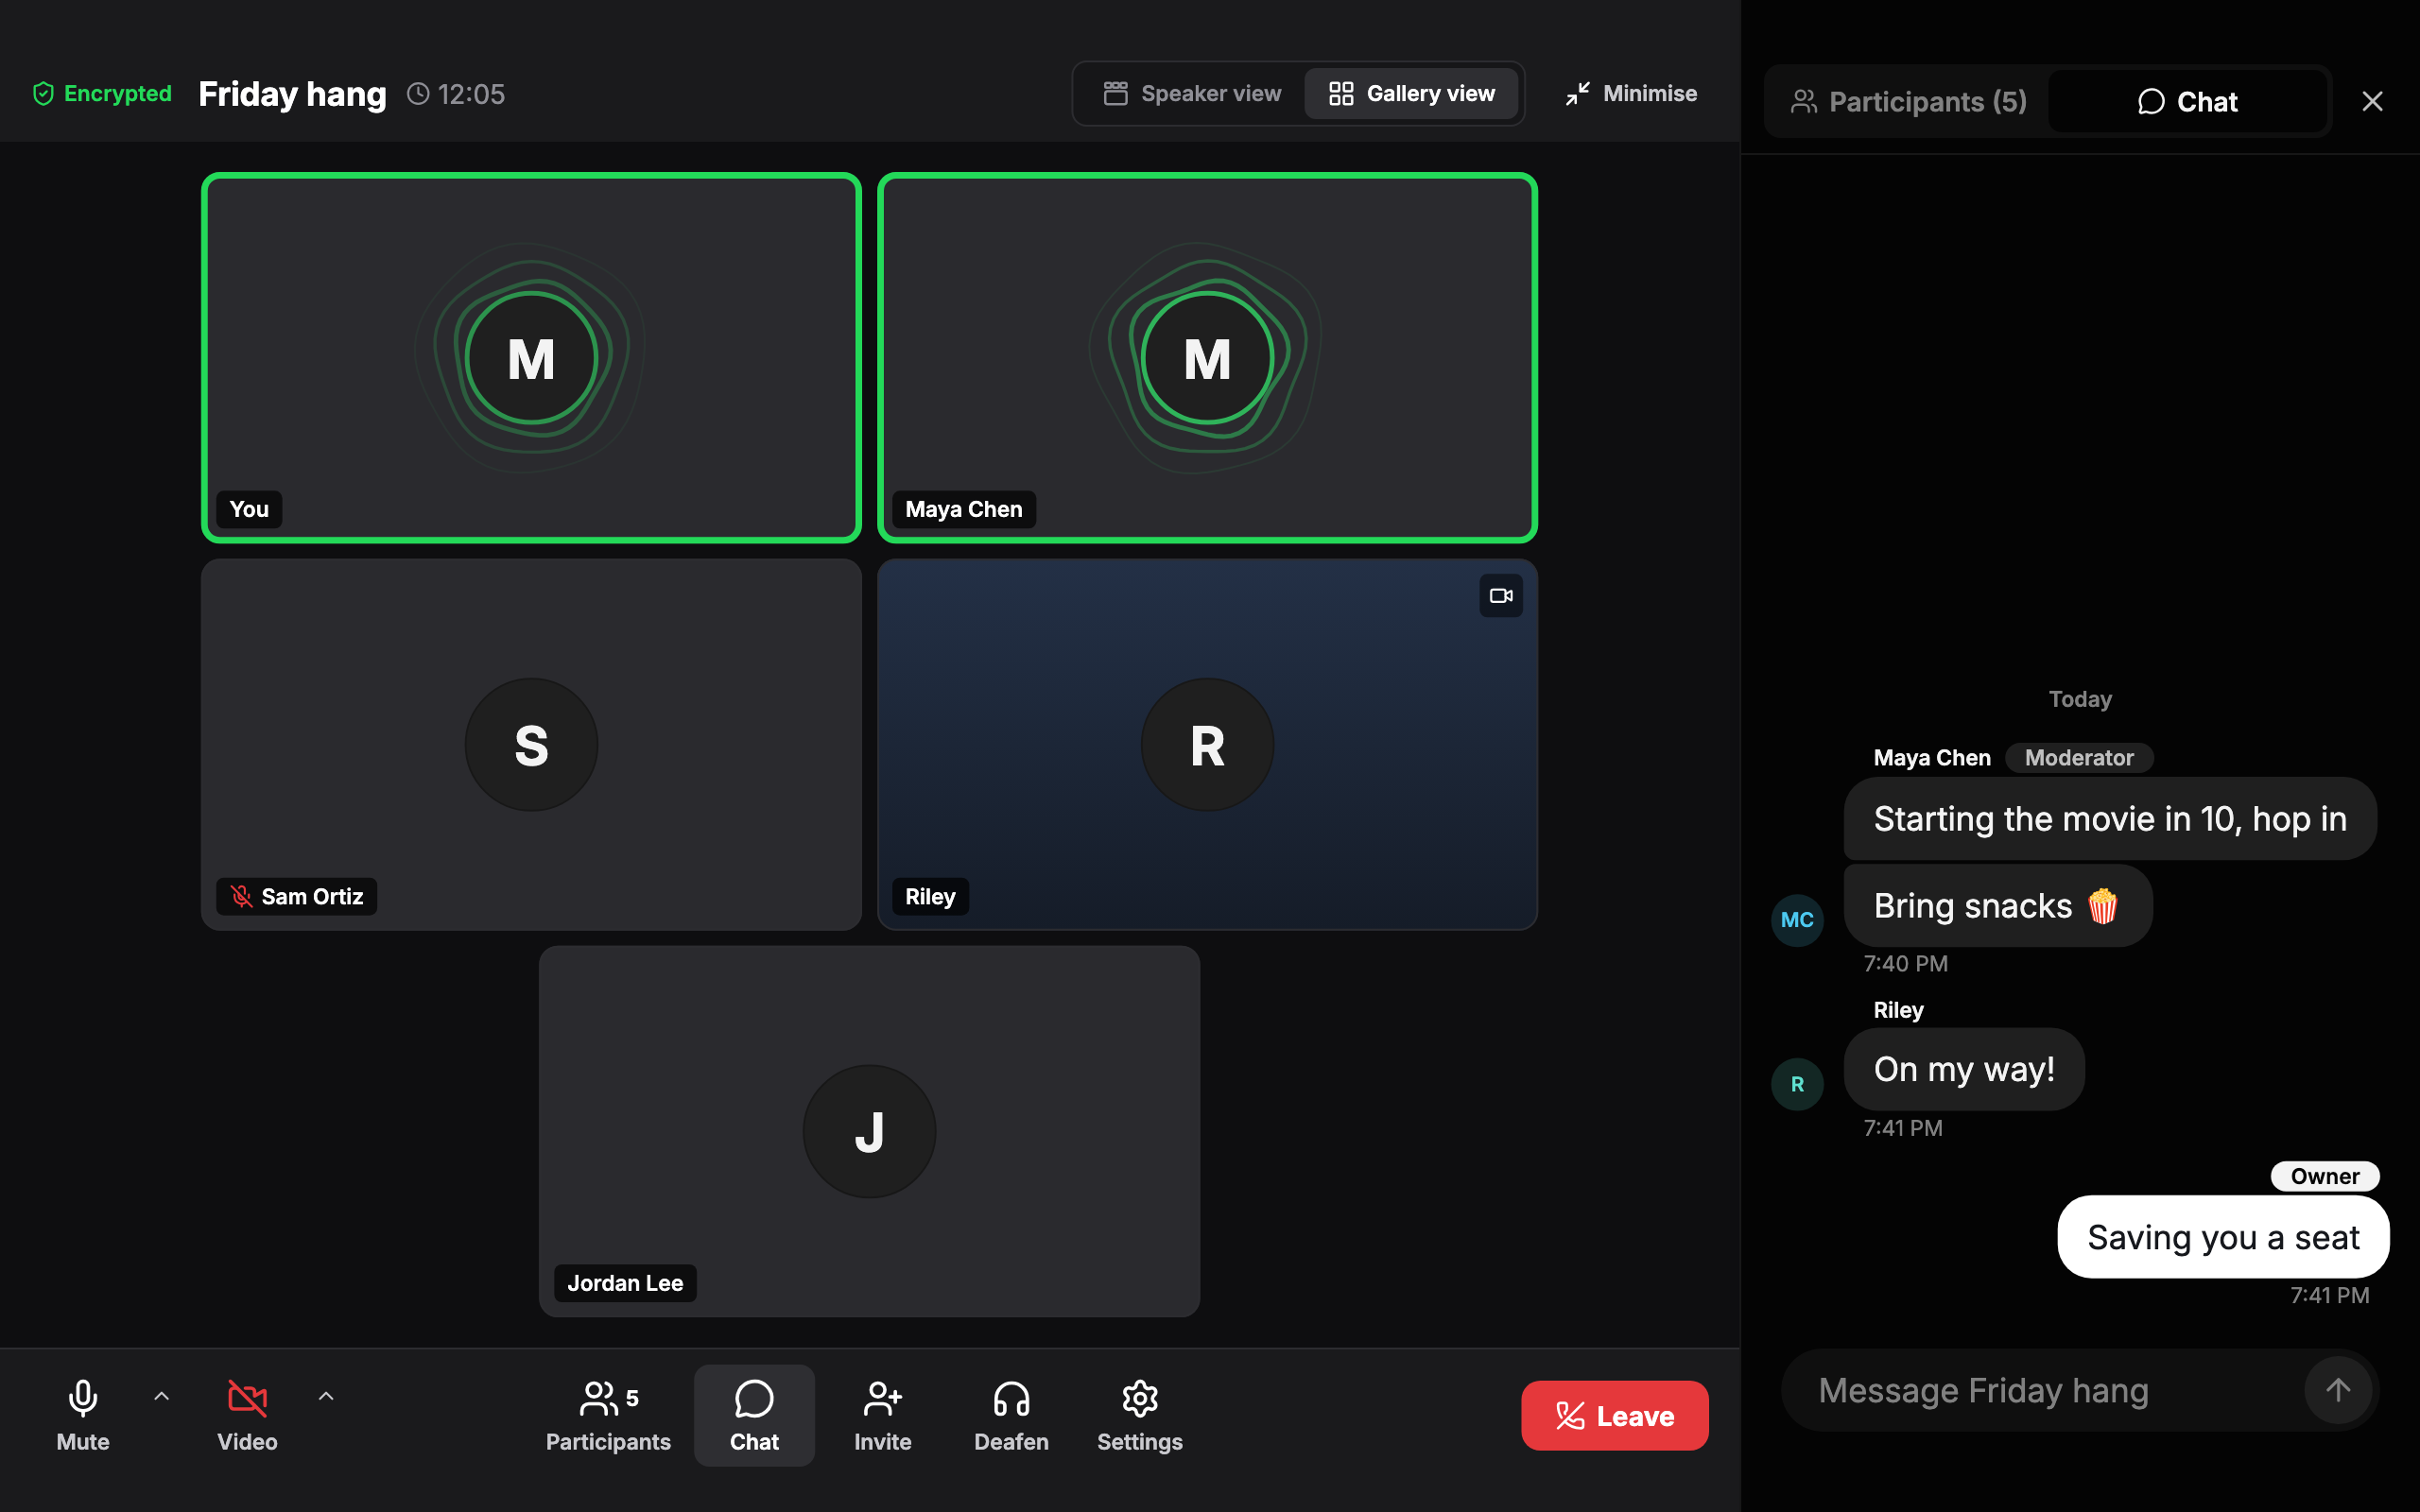 Encrypted
Friday hang
12:05
Speaker view
Gallery view
Minimise
M
You
M
Maya Chen
S
Sam Ortiz
R
Riley
J
Jordan Lee
Mute
Video
5
Participants
Chat
Invite
Deafen
Settings
Leave
Participants (5)
Chat
Today
Maya Chen Moderator
Starting the movie in 10, hop in
Bring snacks 🍿
MC
7:40 PM
Riley
On my way!
R
7:41 PM
Owner
Saving you a seat
7:41 PM
Message Friday hang